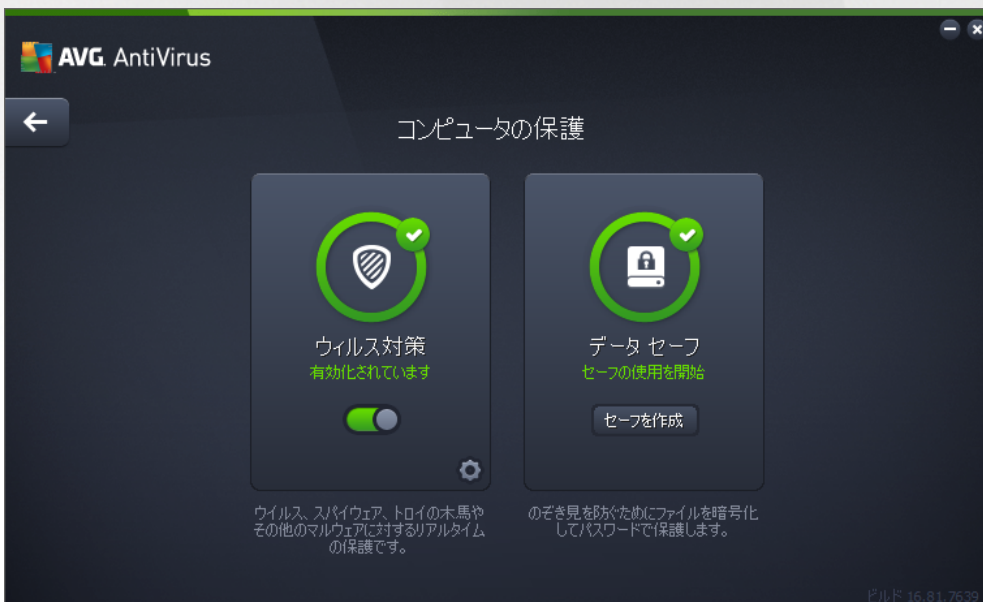 AVG. AntiVirus
コンピュータの保護
ウィルス対策
有効化されています
データ セーフ
セーフの使用を開始
セーフを作成
ウイルス、スパイウェア、トロイの木馬や
その他のマルウェアに対するリアルタイム
の保護です。
のぞき見を防ぐためにファイルを暗号化
してパスワードで保護します。
ビルド 16.81.7639